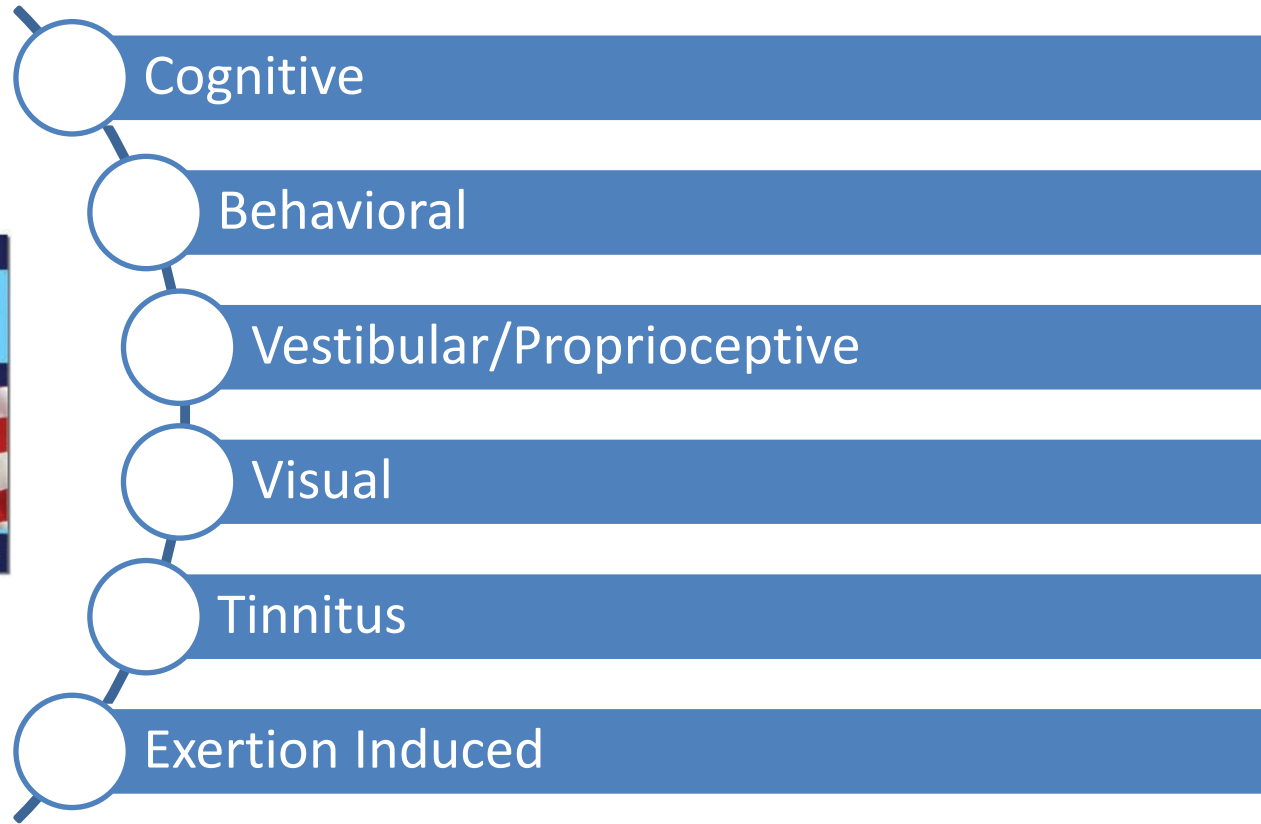 Cognitive
Behavioral
Vestibular/Proprioceptive
Visual
Tinnitus
Exertion Induced